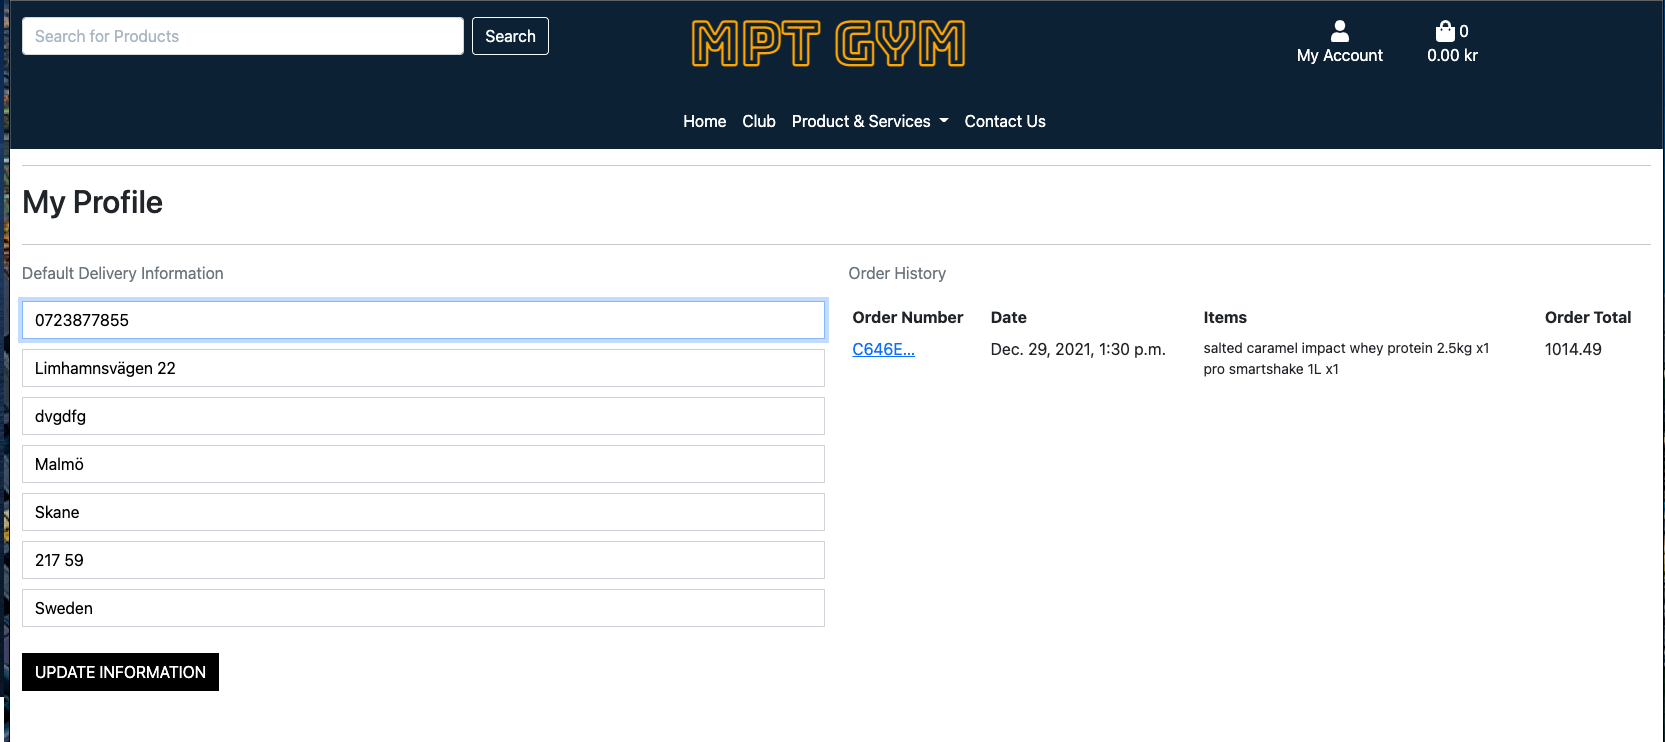 Search for Products
Search
MPT GYM
My Account
0
0.00 kr
Home Club Product & Services Contact Us
My Profile
Default Delivery Information
0723877855
Limhamnsvägen 22
dvgdfg
Malmö
Skane
217 59
Sweden
UPDATE INFORMATION
Order History
Order Number Date Items Order Total
C646E... Dec. 29, 2021, 1:30 p.m. salted caramel impact whey protein 2.5kg x1 1014.49
pro smartshake 1L x1